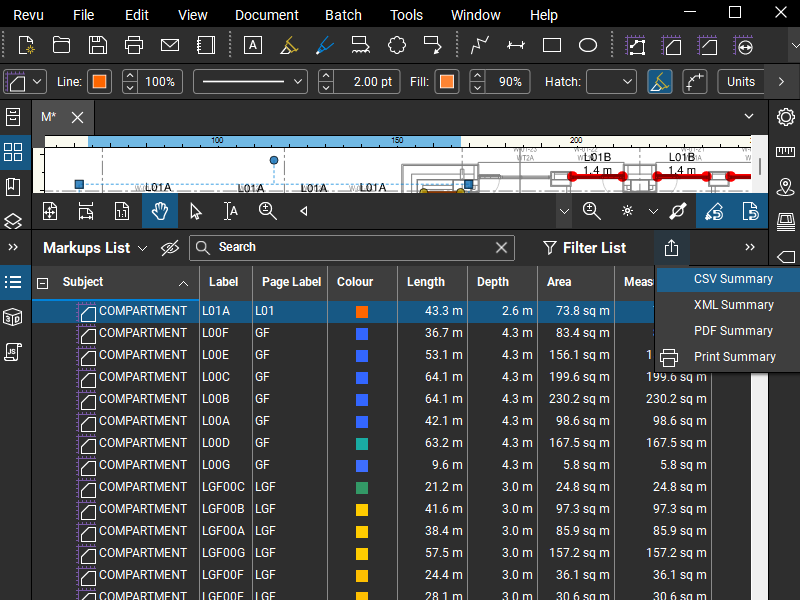 Revu File Edit View Document Batch Tools Window Help
Line: 100% 2.00 pt Fill: 90% Hatch: Units
M*
100 150 200
L01B L01B
1.4 m 1.4 m
L01A L01A L01A L01A
Markups List Search Filter List
CSV Summary
XML Summary
PDF Summary
Print Summary
Subject Label Page Label Colour Length Depth Area Meas
COMPARTMENT L01A L01 43.3 m 2.6 m 73.8 sq m
COMPARTMENT L00F GF 36.7 m 4.3 m 83.4 sq m
COMPARTMENT L00E GF 53.1 m 4.3 m 156.1 sq m 1
COMPARTMENT L00C GF 64.1 m 4.3 m 199.6 sq m 199.6 sq m
COMPARTMENT L00B GF 64.1 m 4.3 m 230.2 sq m 230.2 sq m
COMPARTMENT L00A GF 42.1 m 4.3 m 98.6 sq m 98.6 sq m
COMPARTMENT L00D GF 63.2 m 4.3 m 167.5 sq m 167.5 sq m
COMPARTMENT L00G GF 9.6 m 4.3 m 5.8 sq m 5.8 sq m
COMPARTMENT LGF00C LGF 21.2 m 3.0 m 24.8 sq m 24.8 sq m
COMPARTMENT LGF00B LGF 41.6 m 3.0 m 97.3 sq m 97.3 sq m
COMPARTMENT LGF00A LGF 38.4 m 3.0 m 85.9 sq m 85.9 sq m
COMPARTMENT LGF00G LGF 57.5 m 3.0 m 157.2 sq m 157.2 sq m
COMPARTMENT LGF00F LGF 24.4 m 3.0 m 36.1 sq m 36.1 sq m
COMPARTMENT LGF00E LGF 28.1 m 3.0 m 30.6 sq m 30.6 sq m